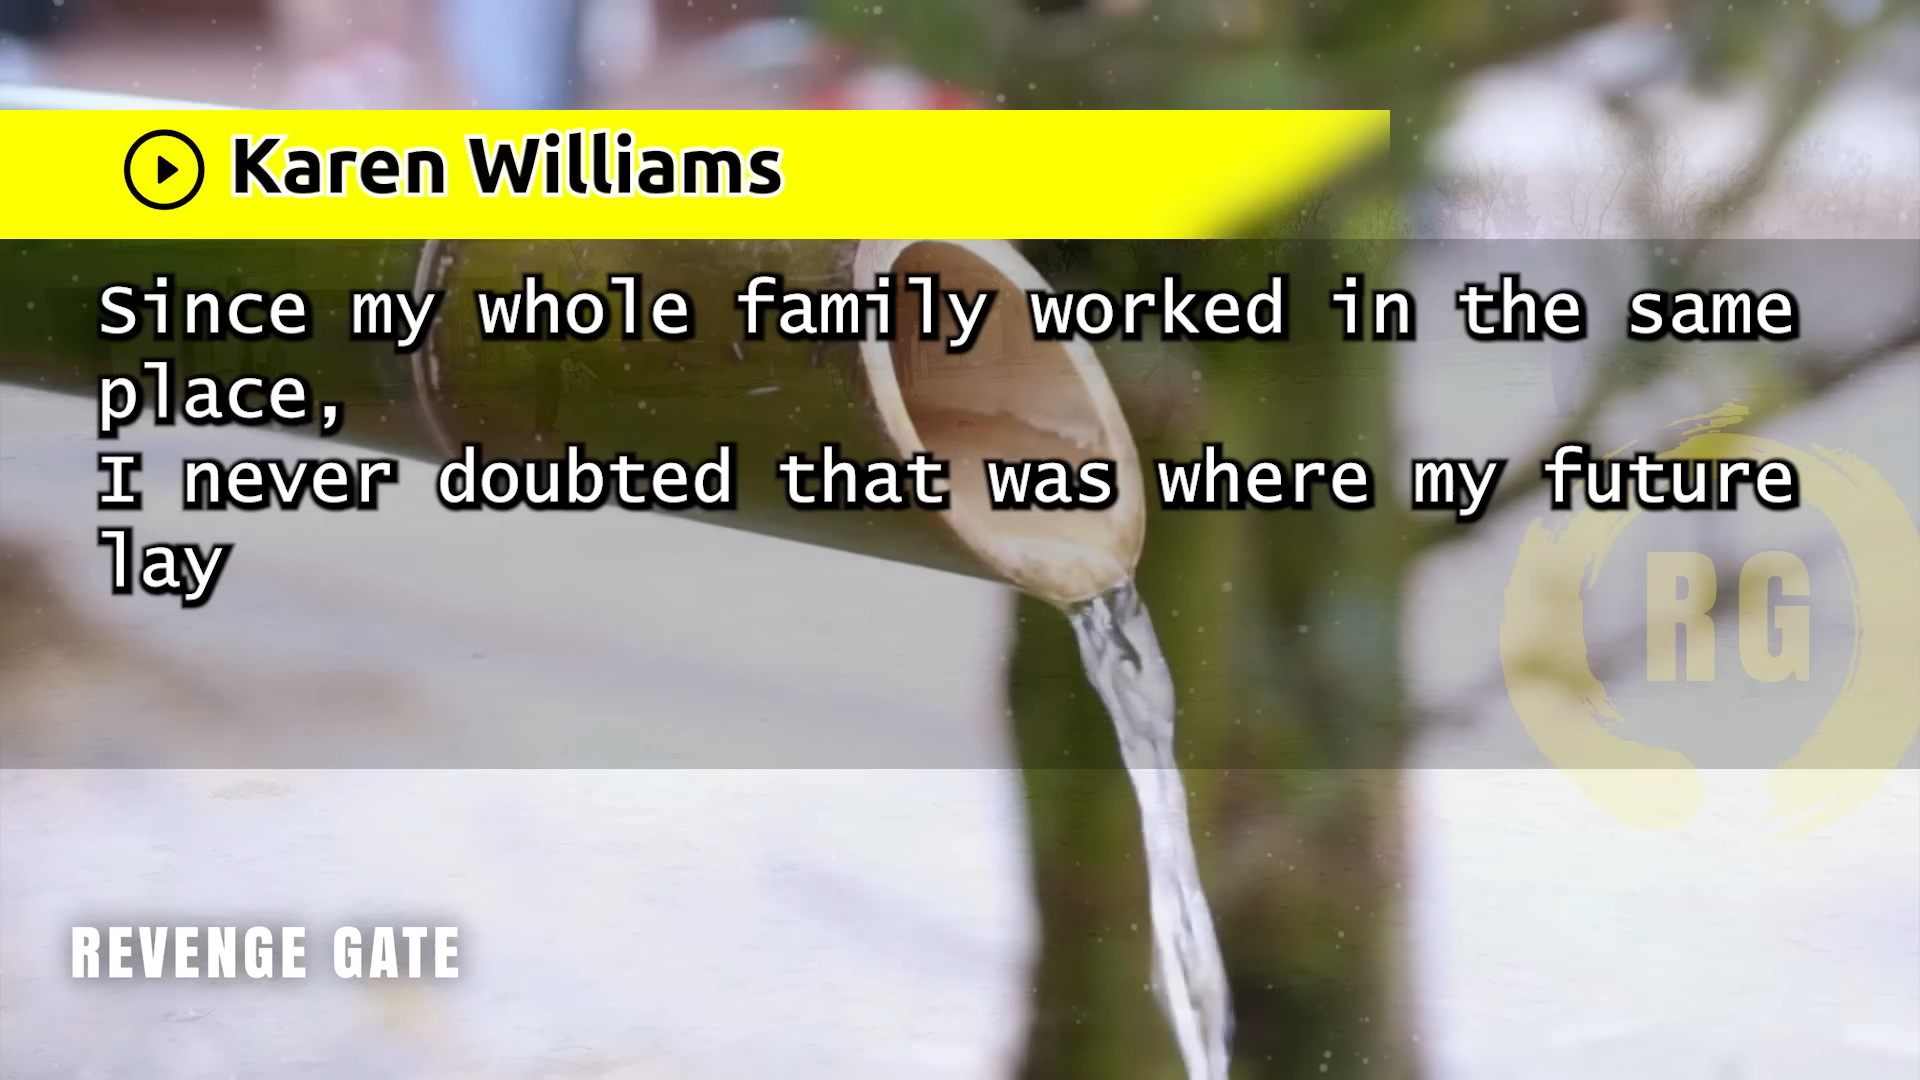 Karen Williams
Since my whole family worked in the same
place,
I never doubted that was where my future
lay
RG
REVENGE GATE